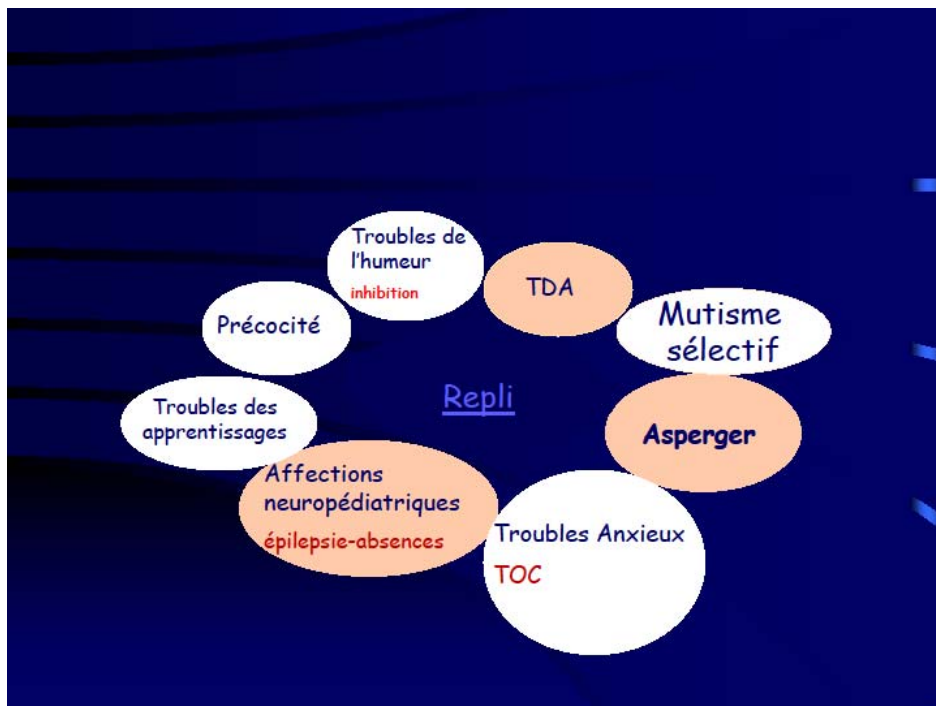 Troubles de
l'humeur
inhibition
TDA
Mutisme
sélectif
Précocité
Repli
Troubles des
apprentissages
Asperger
Affections
neuropédiatriques
épilepsie-absences
Troubles Anxieux
TOC